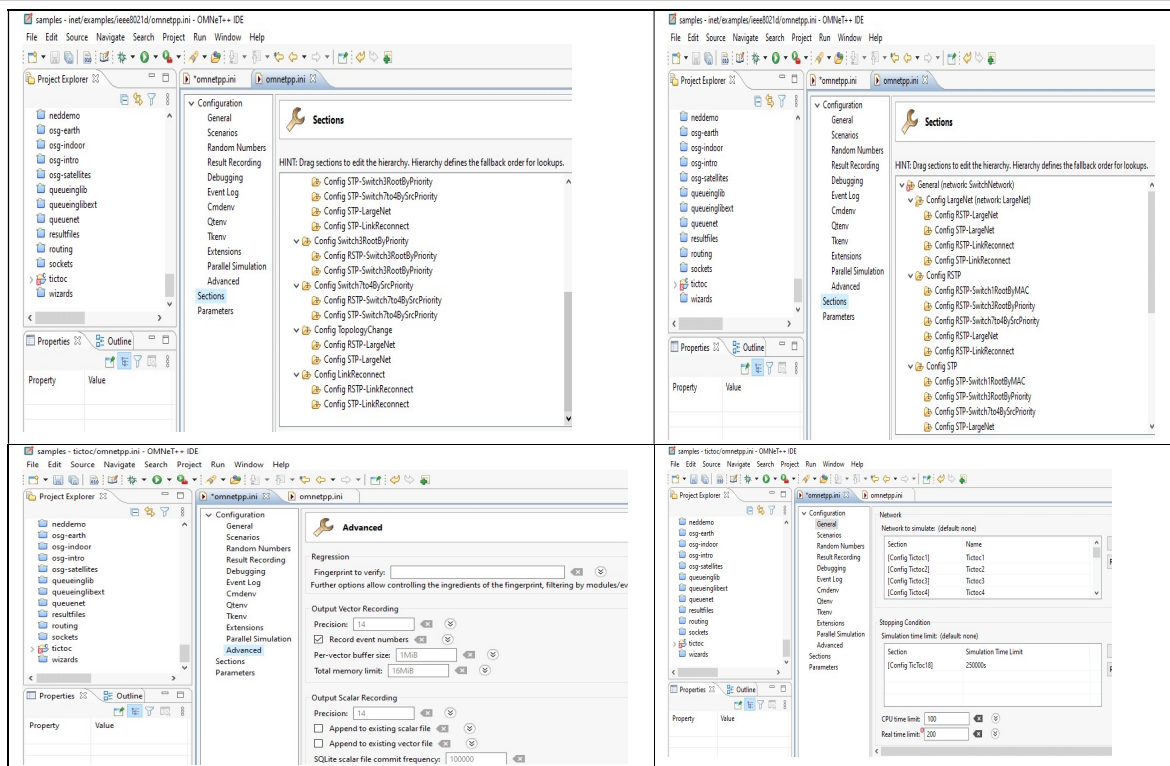 samples - inet/examples/ieee8021d/omnetpp.ini - OMNeT++ IDE
File Edit Source Navigate Search Project Run Window Help
Project Explorer
neddemo
osg-earth
osg-indoor
osg-intro
osg-satellites
queueinglib
queueinglibext
queuenet
resultfiles
routing
sockets
tictoc
wizards
Properties
Outline
Property Value
*omnetpp.ini
omnetpp.ini
Configuration
General
Scenarios
Random Numbers
Result Recording
Debugging
Event Log
Cmdenv
Qtenv
Tkenv
Extensions
Parallel Simulation
Advanced
Sections
Parameters
Sections
HINT: Drag sections to edit the hierarchy. Hierarchy defines the fallback order for lookups.
Config STP-Switch3RootByPriority
Config STP-Switch7to4BySrcPriority
Config STP-LargeNet
Config STP-LinkReconnect
Config Switch3RootByPriority
Config RSTP-Switch3RootByPriority
Config STP-Switch3RootByPriority
Config Switch7to4BySrcPriority
Config RSTP-Switch7to4BySrcPriority
Config STP-Switch7to4BySrcPriority
Config TopologyChange
Config RSTP-LargeNet
Config STP-LargeNet
Config LinkReconnect
Config RSTP-LinkReconnect
Config STP-LinkReconnect
samples - inet/examples/ieee8021d/omnetpp.ini - OMNeT++ IDE
File Edit Source Navigate Search Project Run Window Help
Project Explorer
neddemo
osg-earth
osg-indoor
osg-intro
osg-satellites
queueinglib
queueinglibext
queuenet
resultfiles
routing
sockets
tictoc
wizards
Properties
Outline
Property Value
*omnetpp.ini
omnetpp.ini
Configuration
General
Scenarios
Random Numbers
Result Recording
Debugging
Event Log
Cmdenv
Qtenv
Tkenv
Extensions
Parallel Simulation
Advanced
Sections
Parameters
Sections
HINT: Drag sections to edit the hierarchy. Hierarchy defines the fallback order for lookups.
General (network: SwitchNetwork)
Config LargeNet (network: LargeNet)
Config RSTP-LargeNet
Config STP-LargeNet
Config RSTP-LinkReconnect
Config STP-LinkReconnect
Config RSTP
Config RSTP-Switch1RootByMAC
Config RSTP-Switch3RootByPriority
Config RSTP-Switch7to4BySrcPriority
Config RSTP-LargeNet
Config RSTP-LinkReconnect
Config STP
Config STP-Switch1RootByMAC
Config STP-Switch3RootByPriority
Config STP-Switch7to4BySrcPriority
Config STP-LargeNet
samples - tictoc/omnetpp.ini - OMNeT++ IDE
File Edit Source Navigate Search Project Run Window Help
Project Explorer
neddemo
osg-earth
osg-indoor
osg-intro
osg-satellites
queueinglib
queueinglibext
queuenet
resultfiles
routing
sockets
tictoc
wizards
Properties
Outline
Property Value
*omnetpp.ini
omnetpp.ini
Configuration
General
Scenarios
Random Numbers
Result Recording
Debugging
Event Log
Cmdenv
Qtenv
Tkenv
Extensions
Parallel Simulation
Advanced
Sections
Parameters
Advanced
Regression
Fingerprint to verify:
Further options allow controlling the ingredients of the fingerprint, filtering by modules/ev
Output Vector Recording
Precision: 14
Record event numbers
Per-vector buffer size: 1MiB
Total memory limit: 16MiB
Output Scalar Recording
Precision: 14
Append to existing scalar file
Append to existing vector file
SQLite scalar file commit frequency: 100000
samples - tictoc/omnetpp.ini - OMNeT++ IDE
File Edit Source Navigate Search Project Run Window Help
Project Explorer
neddemo
osg-earth
osg-indoor
osg-intro
osg-satellites
queueinglib
queueinglibext
queuenet
resultfiles
routing
sockets
tictoc
wizards
Properties
Outline
Property Value
*omnetpp.ini
omnetpp.ini
Configuration
General
Scenarios
Random Numbers
Result Recording
Debugging
Event Log
Cmdenv
Qtenv
Tkenv
Extensions
Parallel Simulation
Advanced
Sections
Parameters
Network
Network to simulate: (default: none)
Section Name
[Config Tictoc1] Tictoc1
[Config Tictoc2] Tictoc2
[Config Tictoc3] Tictoc3
[Config Tictoc4] Tictoc4
Stopping Condition
Simulation time limit: (default: none)
Section Simulation Time Limit
[Config TicToc18] 250000s
CPU time limit: 100
Real time limit: 200